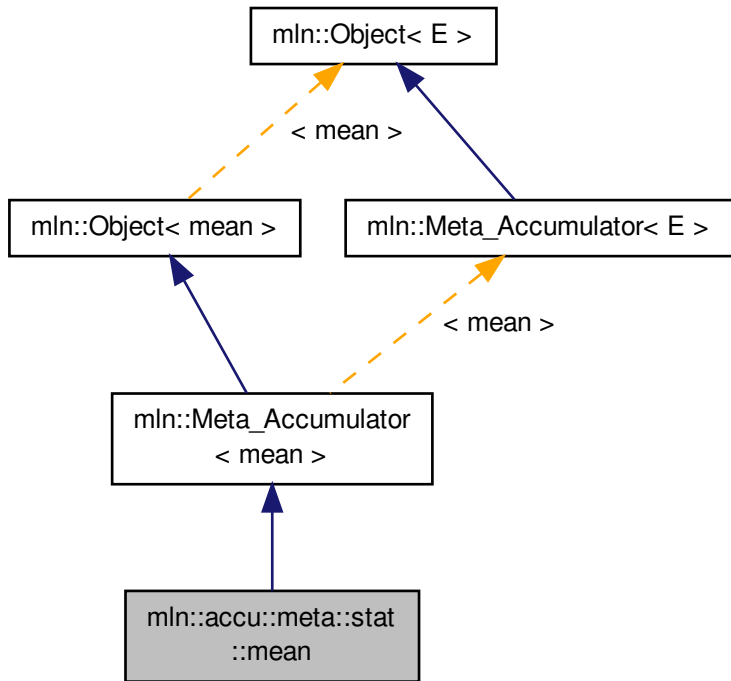 mln::Object< E >
< mean >
mln::Object< mean >
mln::Meta_Accumulator< E >
< mean >
mln::Meta_Accumulator
< mean >
mln::accu::meta::stat
::mean